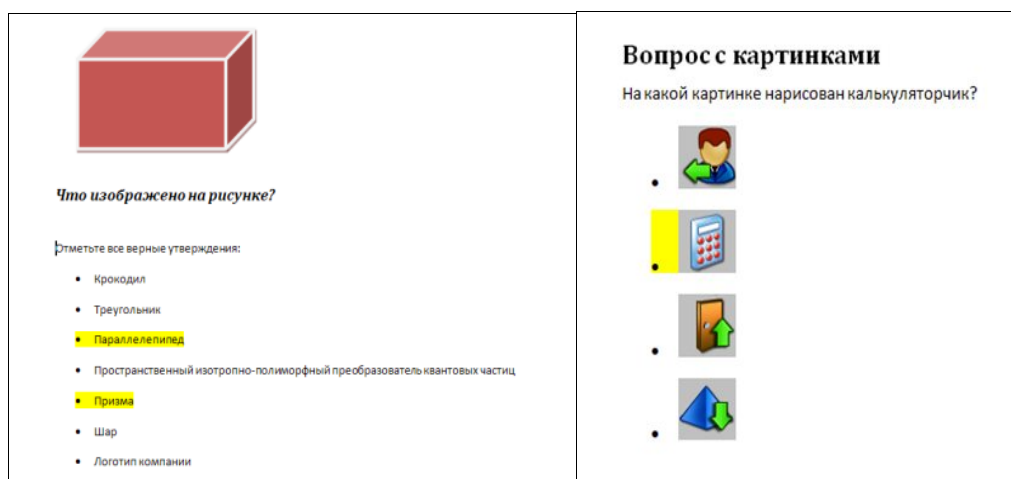 Что изображено на рисунке?
Отметьте все верные утверждения:
• Крокодил
• Треугольник
• Параллелепипед
• Пространственный изотропно-полиморфный преобразователь квантовых частиц
• Призма
• Шар
• Логотип компании
Вопрос с картинками
На какой картинке нарисован калькуляторчик?